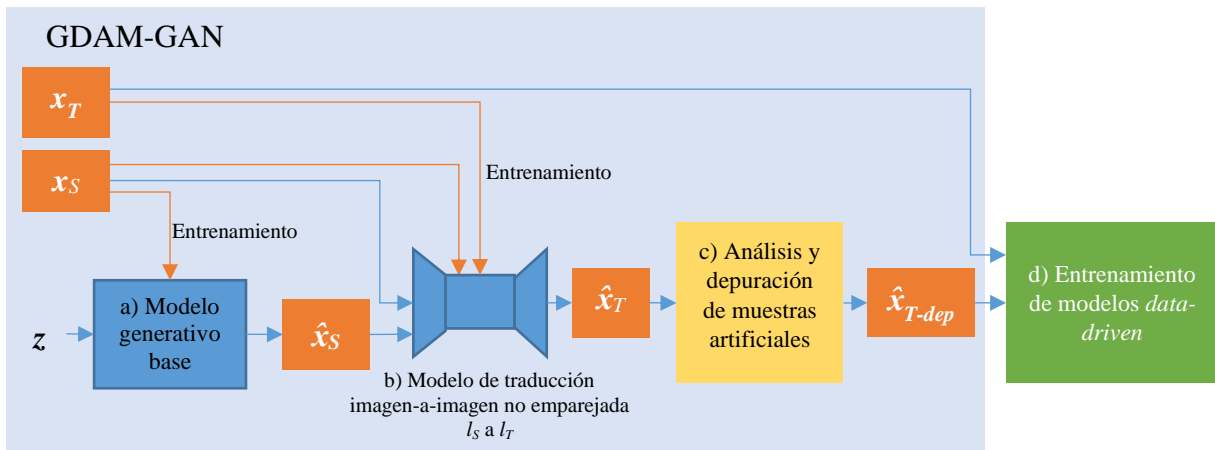 GDAM-GAN
x_T
x_S
Entrenamiento
Entrenamiento
z
a) Modelo
generativo
base
x̂_S
b) Modelo de traducción
imagen-a-imagen no emparejada
l_S a l_T
x̂_T
c) Análisis y
depuración
de muestras
artificiales
x̂_T-dep
d) Entrenamiento
de modelos data-
driven